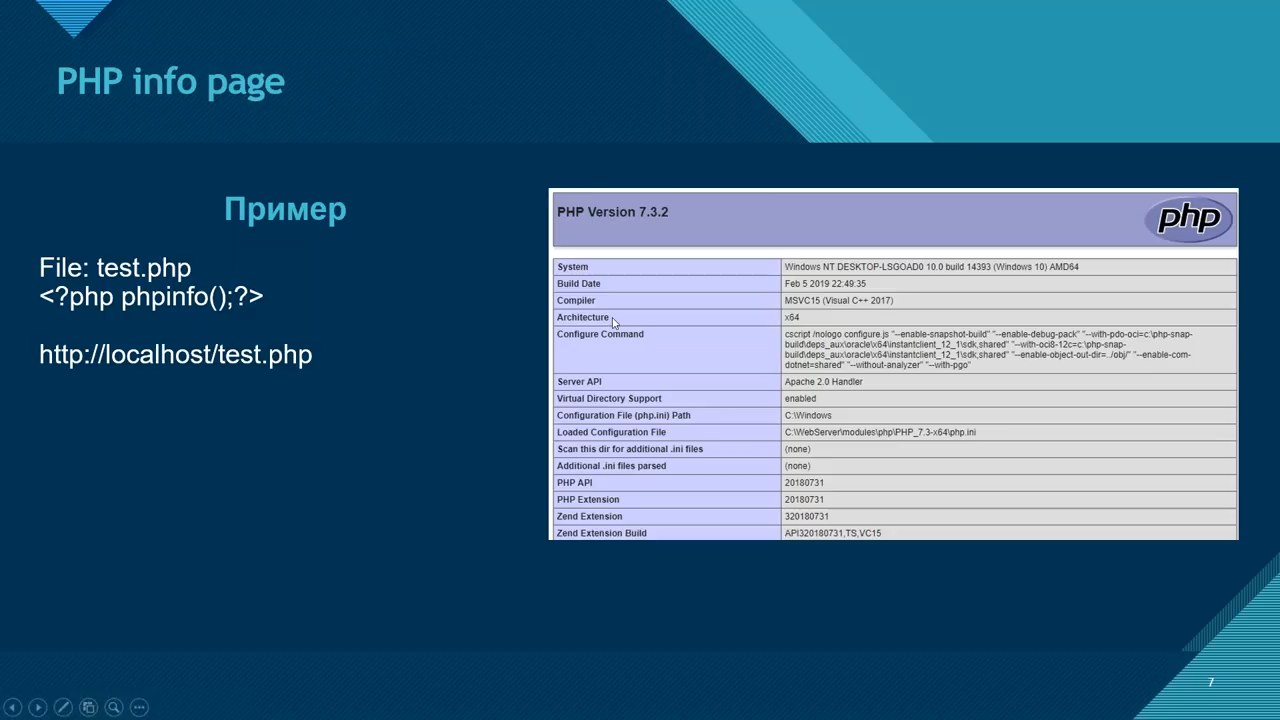 PHP info page
Пример
File: test.php
<?php phpinfo();?>
http://localhost/test.php
PHP Version 7.3.2
php
System Windows NT DESKTOP-LSGOAD0 10.0 build 14393 (Windows 10) AMD64
Build Date Feb 5 2019 22:49:35
Compiler MSVC15 (Visual C++ 2017)
Architecture x64
Configure Command cscript /nologo configure.js "--enable-snapshot-build" "--enable-debug-pack" "--with-pdo-oci=c:\php-snap-
build\deps_aux\oracle\x64\instantclient_12_1\sdk,shared" "--with-oci8-12c=c:\php-snap-
build\deps_aux\oracle\x64\instantclient_12_1\sdk,shared" "--enable-object-out-dir=../obj/" "--enable-com-
dotnet=shared" "--without-analyzer" "--with-pgo"
Server API Apache 2.0 Handler
Virtual Directory Support enabled
Configuration File (php.ini) Path C:\Windows
Loaded Configuration File C:\WebServer\modules\php\PHP_7.3-x64\php.ini
Scan this dir for additional .ini files (none)
Additional .ini files parsed (none)
PHP API 20180731
PHP Extension 20180731
Zend Extension 320180731
Zend Extension Build API320180731,TS,VC15
7